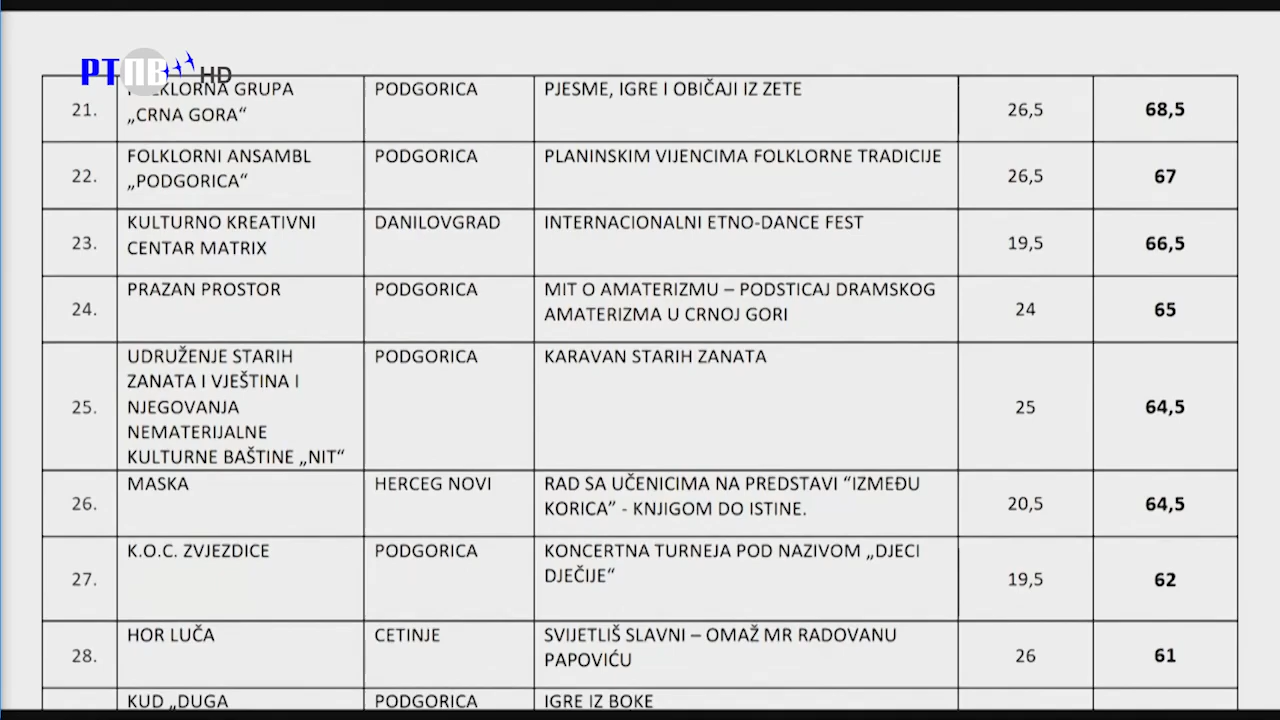 РТПВ HD
21. FOLKLORNA GRUPA PODGORICA PJESME, IGRE I OBIČAJI IZ ZETE 26,5 68,5
„CRNA GORA“
22. FOLKLORNI ANSAMBL PODGORICA PLANINSKIM VIJENCIMA FOLKLORNE TRADICIJE 26,5 67
„PODGORICA“
23. KULTURNO KREATIVNI DANILOVGRAD INTERNACIONALNI ETNO-DANCE FEST 19,5 66,5
CENTAR MATRIX
24. PRAZAN PROSTOR PODGORICA MIT O AMATERIZMU – PODSTICAJ DRAMSKOG 24 65
AMATERIZMA U CRNOJ GORI
25. UDRUŽENJE STARIH PODGORICA KARAVAN STARIH ZANATA 25 64,5
ZANATA I VJEŠTINA I
NJEGOVANJA
NEMATERIJALNE
KULTURNE BAŠTINE „NIT“
26. MASKA HERCEG NOVI RAD SA UČENICIMA NA PREDSTAVI “IZMEĐU 20,5 64,5
KORICA” - KNJIGOM DO ISTINE.
27. K.O.C. ZVJEZDICE PODGORICA KONCERTNA TURNEJA POD NAZIVOM „DJECI 19,5 62
DJEČIJE“
28. HOR LUČA CETINJE SVIJETLIŠ SLAVNI – OMAŽ MR RADOVANU 26 61
PAPOVIĆU
KUD „DUGA PODGORICA IGRE IZ BOKE